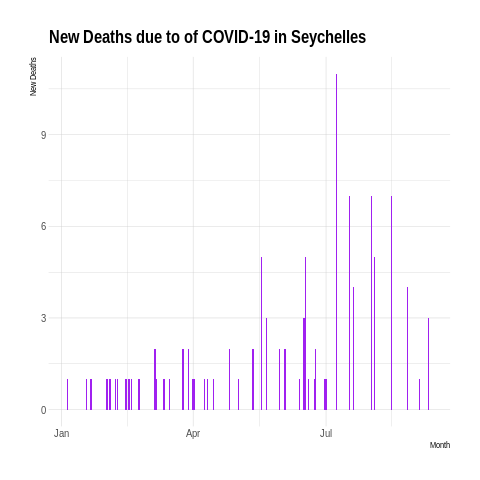 New Deaths due to of COVID-19 in Seychelles
New Deaths
9
6
3
0
Jan Apr Jul
Month